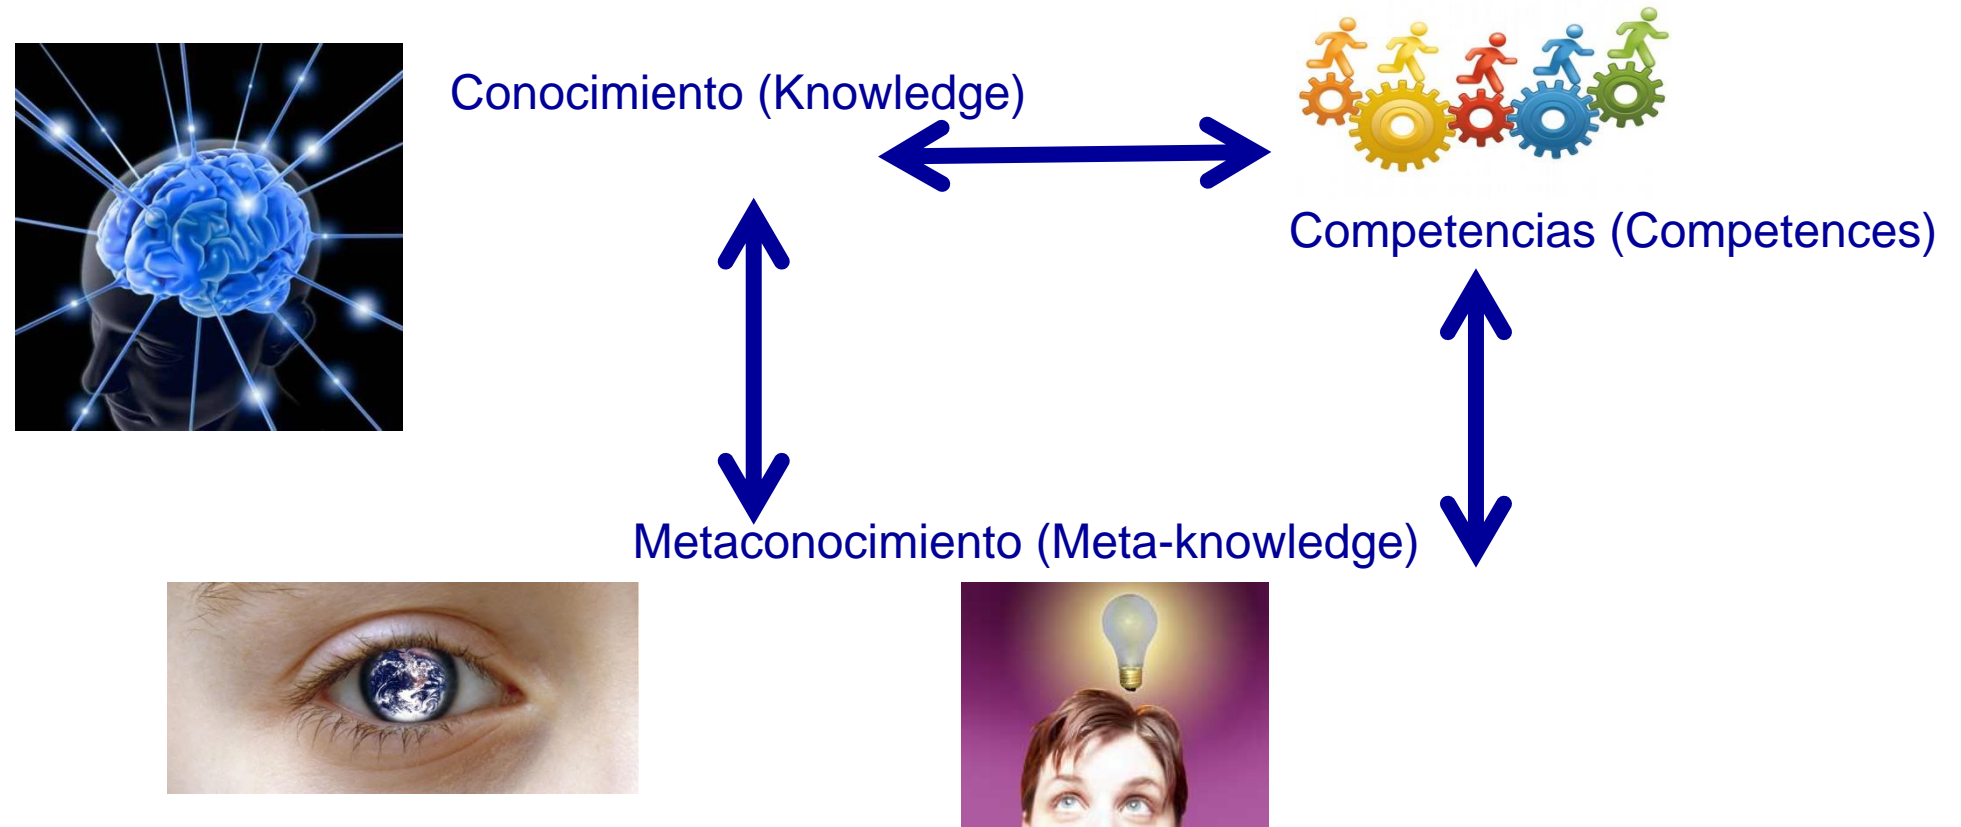 Conocimiento (Knowledge)
Competencias (Competences)
Metaconocimiento (Meta-knowledge)